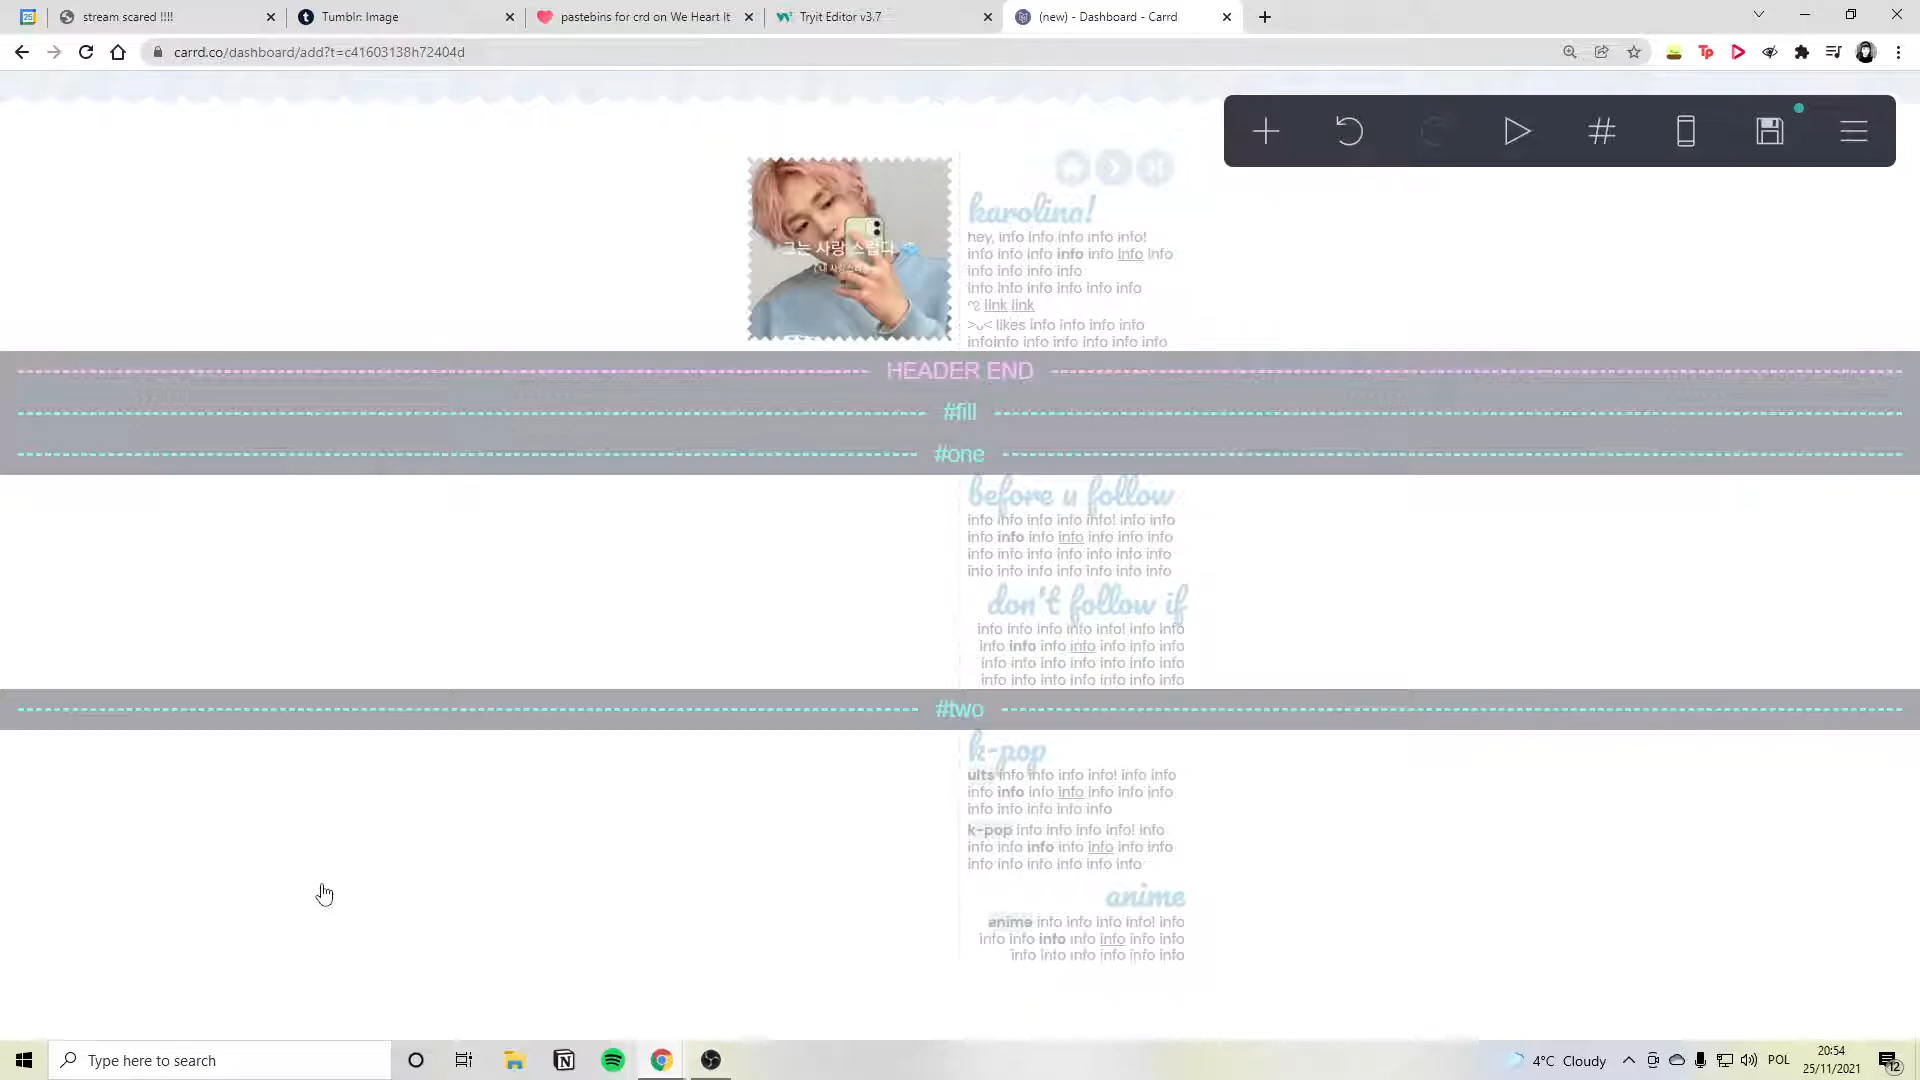 stream scared !!!!
Tumblr: Image
pastebins for crd on We Heart It
Tryit Editor v3.7
(new) - Dashboard - Carrd
carrd.co/dashboard/add?t=c41603138h72404d
karolina!
hey, info info info info info!
info info info info info info info
info info info info
info info info info info info
link link
>ᴗ< likes info info info info
infoinfo info info info info info
그는 사랑 스럽다
HEADER END
#fill
#one
before u follow
info info info info info! info info
info info info info info info info
info info info info info info info
info info info info info info info
don't follow if
info info info info info! info info
info info info info info info info
info info info info info info info
info info info info info info info
#two
k-pop
ults info info info info! info info
info info info info info info info
info info info info info
k-pop info info info info! info
info info info info info info info
info info info info info info
anime
anime info info info info! info
info info info info info info info
info info info info info info
Type here to search
4°C Cloudy
POL
20:54
25/11/2021
12